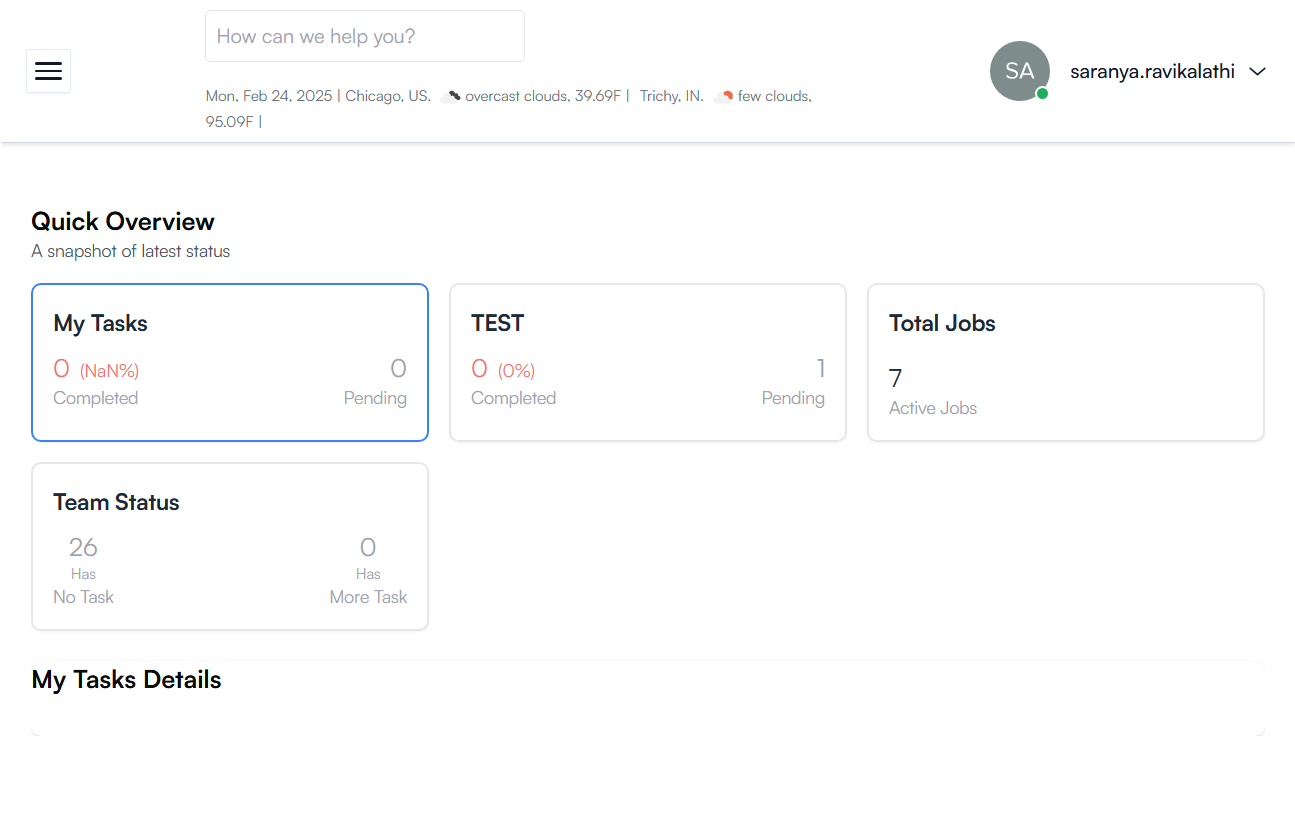 How can we help you?
SA
saranya.ravikalathi
Mon, Feb 24, 2025 | Chicago, US. overcast clouds, 39.69F | Trichy, IN. few clouds,
95.09F |
Quick Overview
A snapshot of latest status
My Tasks
0 (NaN%)
Completed
0
Pending
TEST
0 (0%)
Completed
1
Pending
Total Jobs
7
Active Jobs
Team Status
26
Has
No Task
0
Has
More Task
My Tasks Details